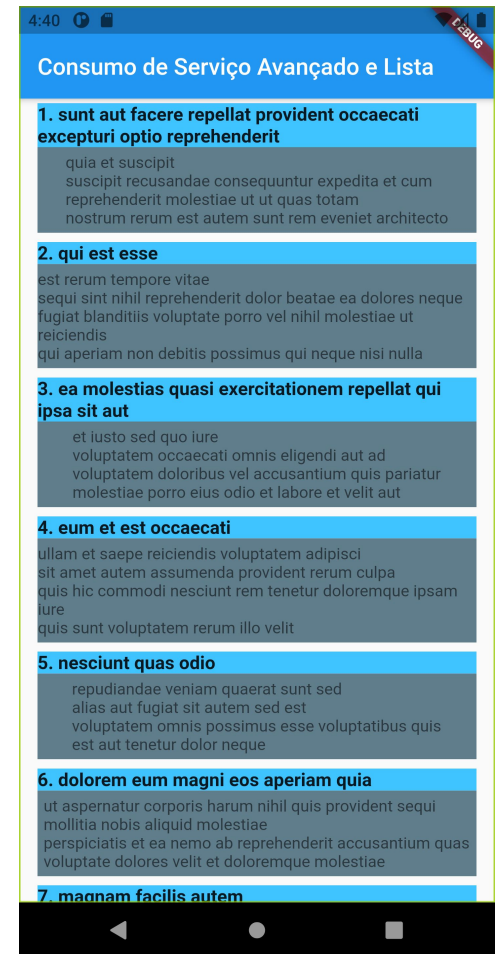 4:40
DEBUG
Consumo de Serviço Avançado e Lista
1. sunt aut facere repellat provident occaecati
excepturi optio reprehenderit
quia et suscipit
suscipit recusandae consequuntur expedita et cum
reprehenderit molestiae ut ut quas totam
nostrum rerum est autem sunt rem eveniet architecto
2. qui est esse
est rerum tempore vitae
sequi sint nihil reprehenderit dolor beatae ea dolores neque
fugiat blanditiis voluptate porro vel nihil molestiae ut
reiciendis
qui aperiam non debitis possimus qui neque nisi nulla
3. ea molestias quasi exercitationem repellat qui
ipsa sit aut
et iusto sed quo iure
voluptatem occaecati omnis eligendi aut ad
voluptatem doloribus vel accusantium quis pariatur
molestiae porro eius odio et labore et velit aut
4. eum et est occaecati
ullam et saepe reiciendis voluptatem adipisci
sit amet autem assumenda provident rerum culpa
quis hic commodi nesciunt rem tenetur doloremque ipsam
iure
quis sunt voluptatem rerum illo velit
5. nesciunt quas odio
repudiandae veniam quaerat sunt sed
alias aut fugiat sit autem sed est
voluptatem omnis possimus esse voluptatibus quis
est aut tenetur dolor neque
6. dolorem eum magni eos aperiam quia
ut aspernatur corporis harum nihil quis provident sequi
mollitia nobis aliquid molestiae
perspiciatis et ea nemo ab reprehenderit accusantium quas
voluptate dolores velit et doloremque molestiae
7. magnam facilis autem